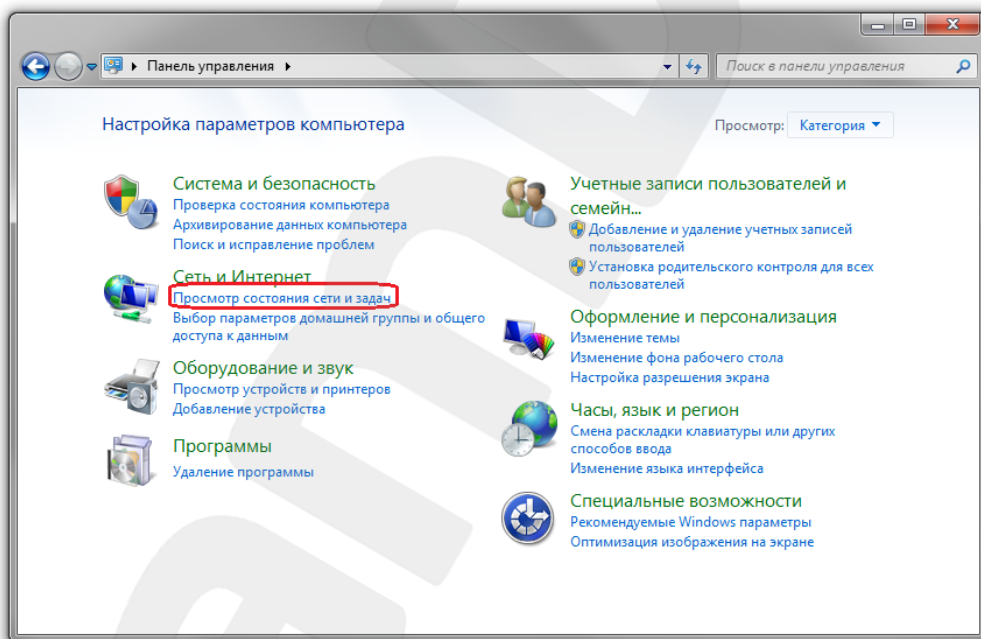 Панель управления
Поиск в панели управления
Настройка параметров компьютера
Просмотр: Категория
Система и безопасность
Проверка состояния компьютера
Архивирование данных компьютера
Поиск и исправление проблем
Сеть и Интернет
Просмотр состояния сети и задач
Выбор параметров домашней группы и общего
доступа к данным
Оборудование и звук
Просмотр устройств и принтеров
Добавление устройства
Программы
Удаление программы
Учетные записи пользователей и
семейн...
Добавление и удаление учетных записей
пользователей
Установка родительского контроля для всех
пользователей
Оформление и персонализация
Изменение темы
Изменение фона рабочего стола
Настройка разрешения экрана
Часы, язык и регион
Смена раскладки клавиатуры или других
способов ввода
Изменение языка интерфейса
Специальные возможности
Рекомендуемые Windows параметры
Оптимизация изображения на экране